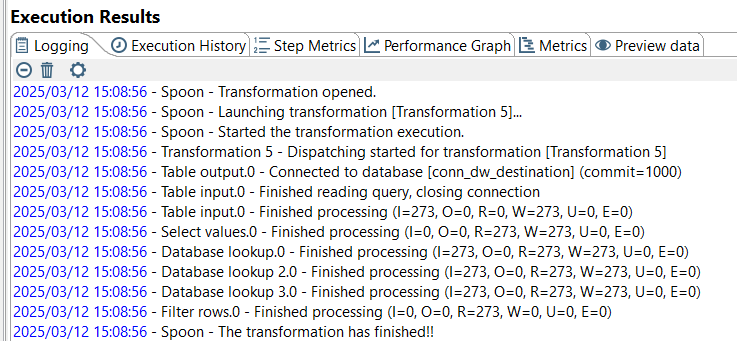 Execution Results
Logging Execution History Step Metrics Performance Graph Metrics Preview data
2025/03/12 15:08:56 - Spoon - Transformation opened.
2025/03/12 15:08:56 - Spoon - Launching transformation [Transformation 5]...
2025/03/12 15:08:56 - Spoon - Started the transformation execution.
2025/03/12 15:08:56 - Transformation 5 - Dispatching started for transformation [Transformation 5]
2025/03/12 15:08:56 - Table output.0 - Connected to database [conn_dw_destination] (commit=1000)
2025/03/12 15:08:56 - Table input.0 - Finished reading query, closing connection
2025/03/12 15:08:56 - Table input.0 - Finished processing (I=273, O=0, R=0, W=273, U=0, E=0)
2025/03/12 15:08:56 - Select values.0 - Finished processing (I=0, O=0, R=273, W=273, U=0, E=0)
2025/03/12 15:08:56 - Database lookup.0 - Finished processing (I=273, O=0, R=273, W=273, U=0, E=0)
2025/03/12 15:08:56 - Database lookup 2.0 - Finished processing (I=273, O=0, R=273, W=273, U=0, E=0)
2025/03/12 15:08:56 - Database lookup 3.0 - Finished processing (I=273, O=0, R=273, W=273, U=0, E=0)
2025/03/12 15:08:56 - Filter rows.0 - Finished processing (I=0, O=0, R=273, W=0, U=0, E=0)
2025/03/12 15:08:56 - Spoon - The transformation has finished!!